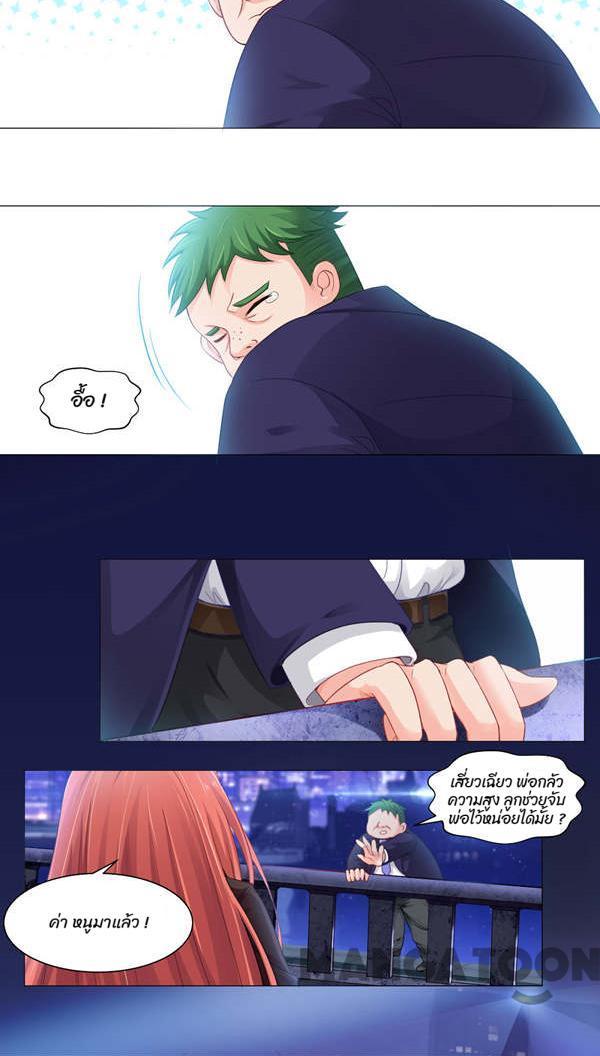 อื้อ !
เสี่ยวเฉียว พ่อกลัว
ความสูง ลูกช่วยจับ
พ่อไว้หน่อยได้มั้ย ?
ค่า หนูมาแล้ว !
MANGATOON